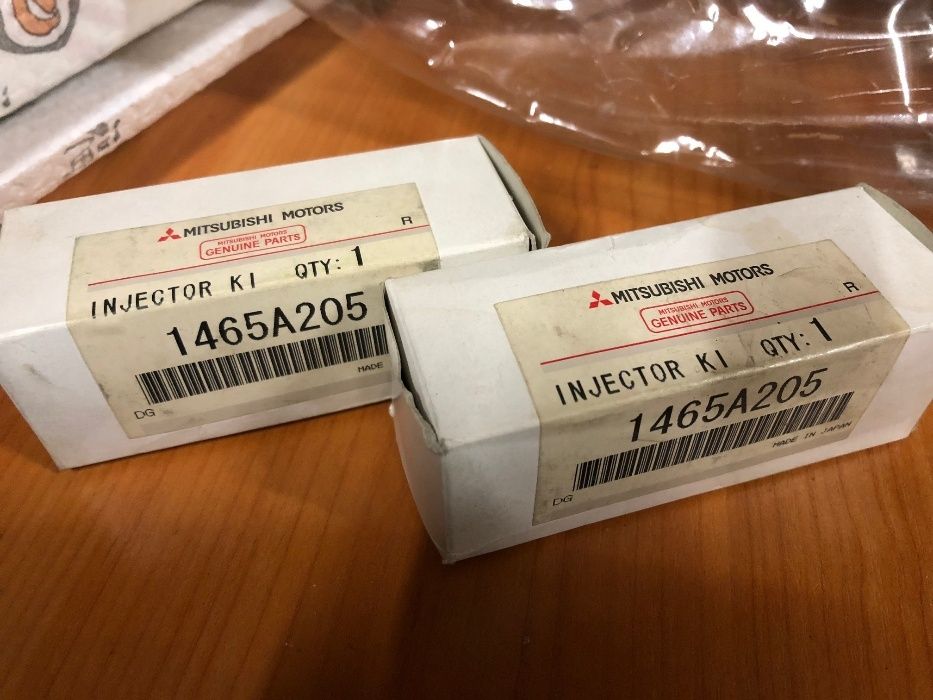 MITSUBISHI MOTORS
MITSUBISHI MOTORS
GENUINE PARTS
R
INJECTOR KI QTY: 1
1465A205
MADE
DG
MITSUBISHI MOTORS
MITSUBISHI MOTORS
GENUINE PARTS
R
INJECTOR KI QTY: 1
1465A205
MADE IN JAPAN
DG